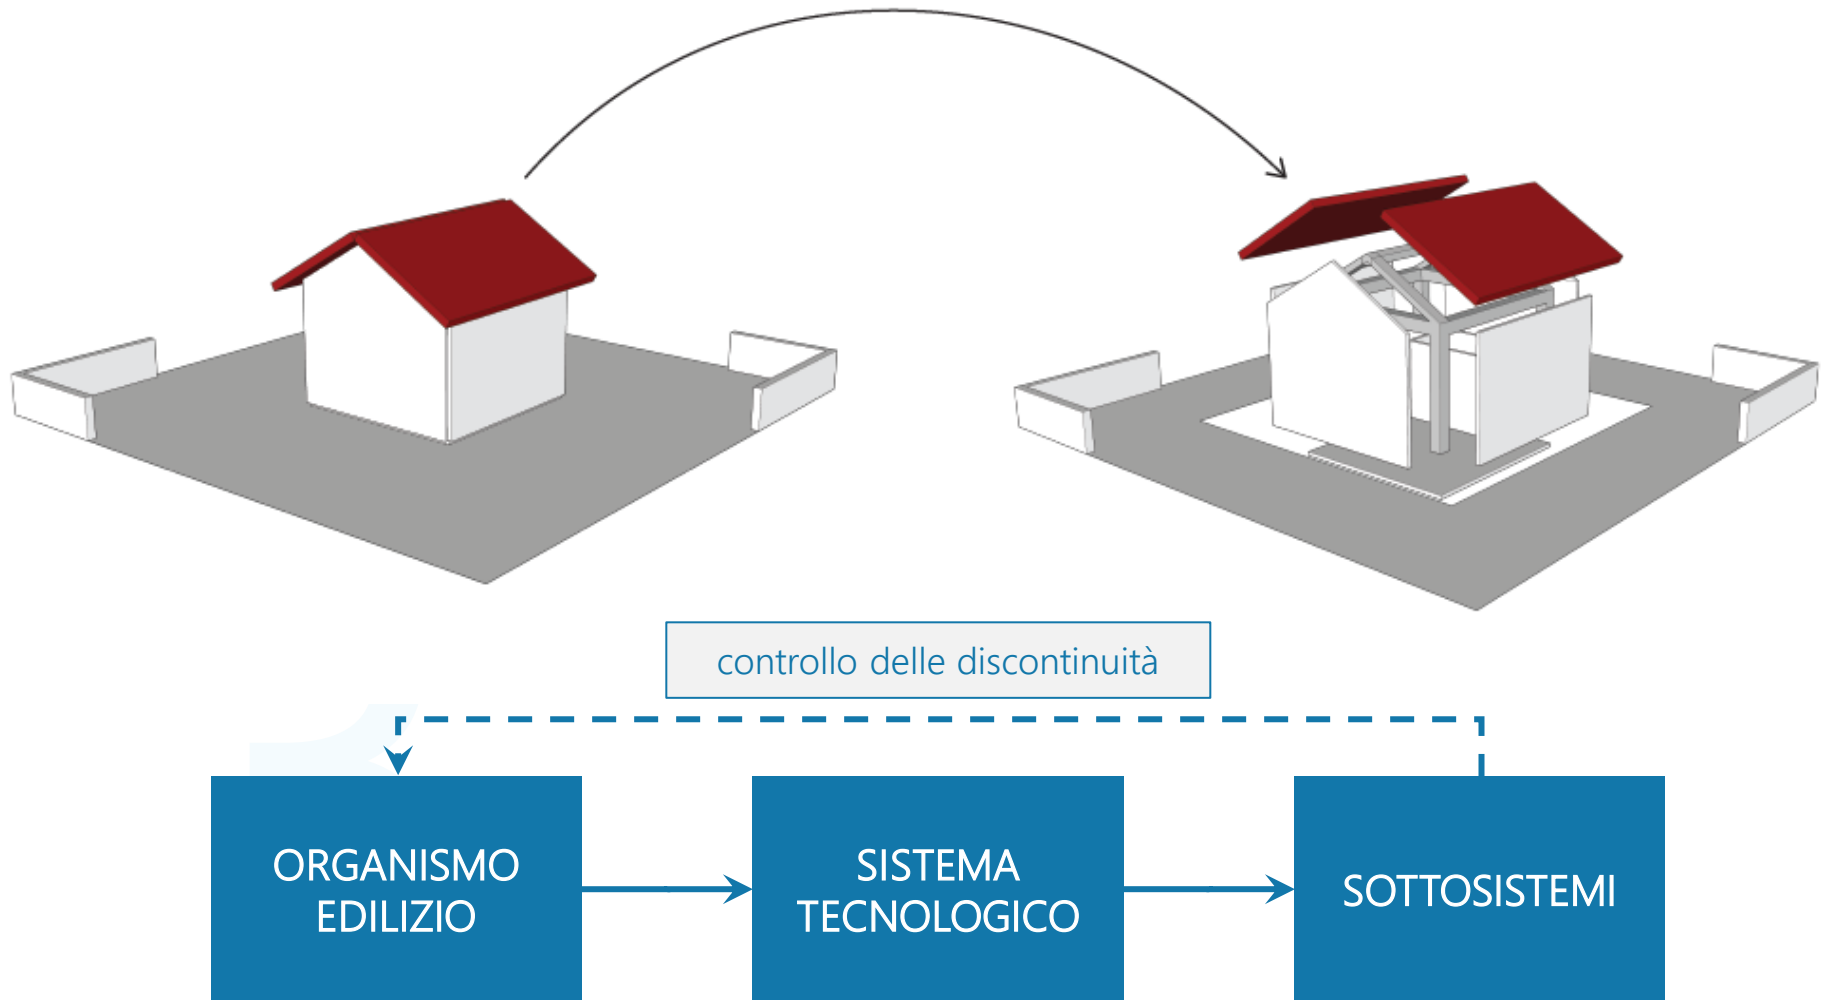 controllo delle discontinuità
ORGANISMO
EDILIZIO
SISTEMA
TECNOLOGICO
SOTTOSISTEMI